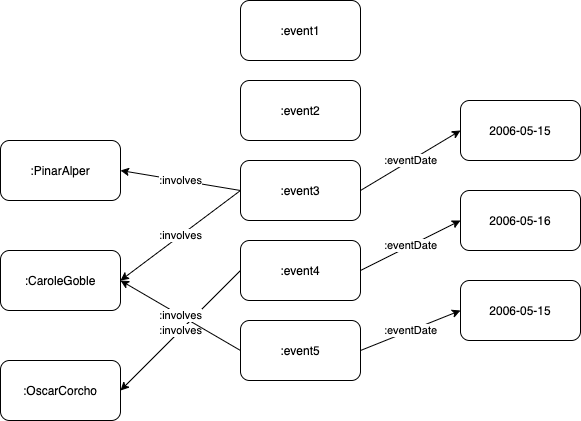 :event1
:event2
2006-05-15
:eventDate
:PinarAlper
:involves
:event3
2006-05-16
:involves
:eventDate
:CaroleGoble
:event4
2006-05-15
:involves
:involves
:eventDate
:event5
:OscarCorcho